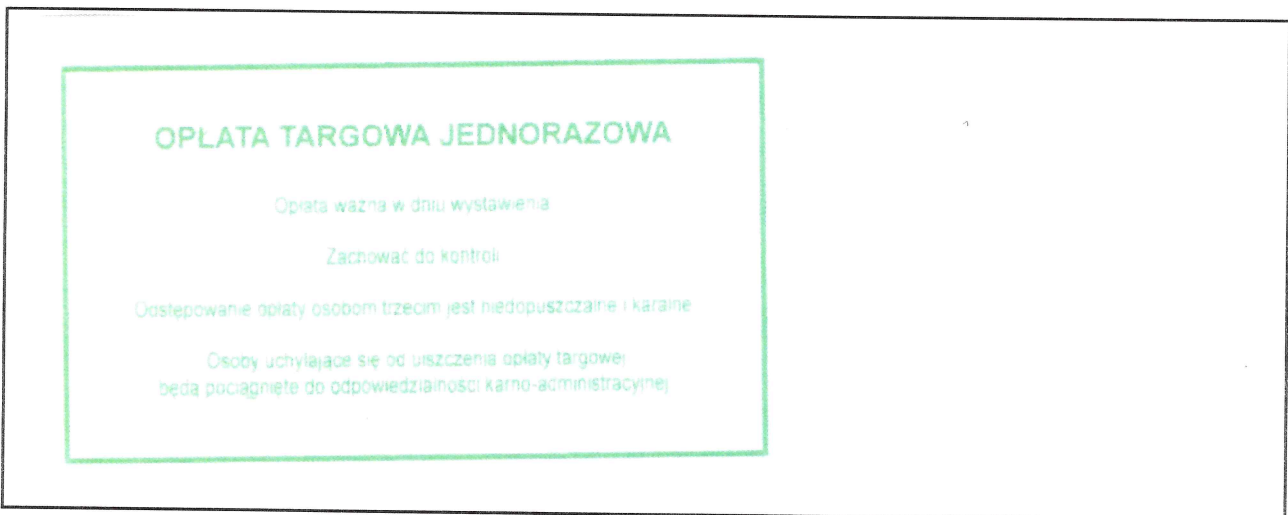 OPŁATA TARGOWA JEDNORAZOWA
Opłata ważna w dniu wystawienia
Zachować do kontroli
Odstępowanie opłaty osobom trzecim jest niedopuszczalne i karalne
Osoby uchylające się od uiszczenia opłaty targowej
będą pociągnięte do odpowiedzialności karno-administracyjnej